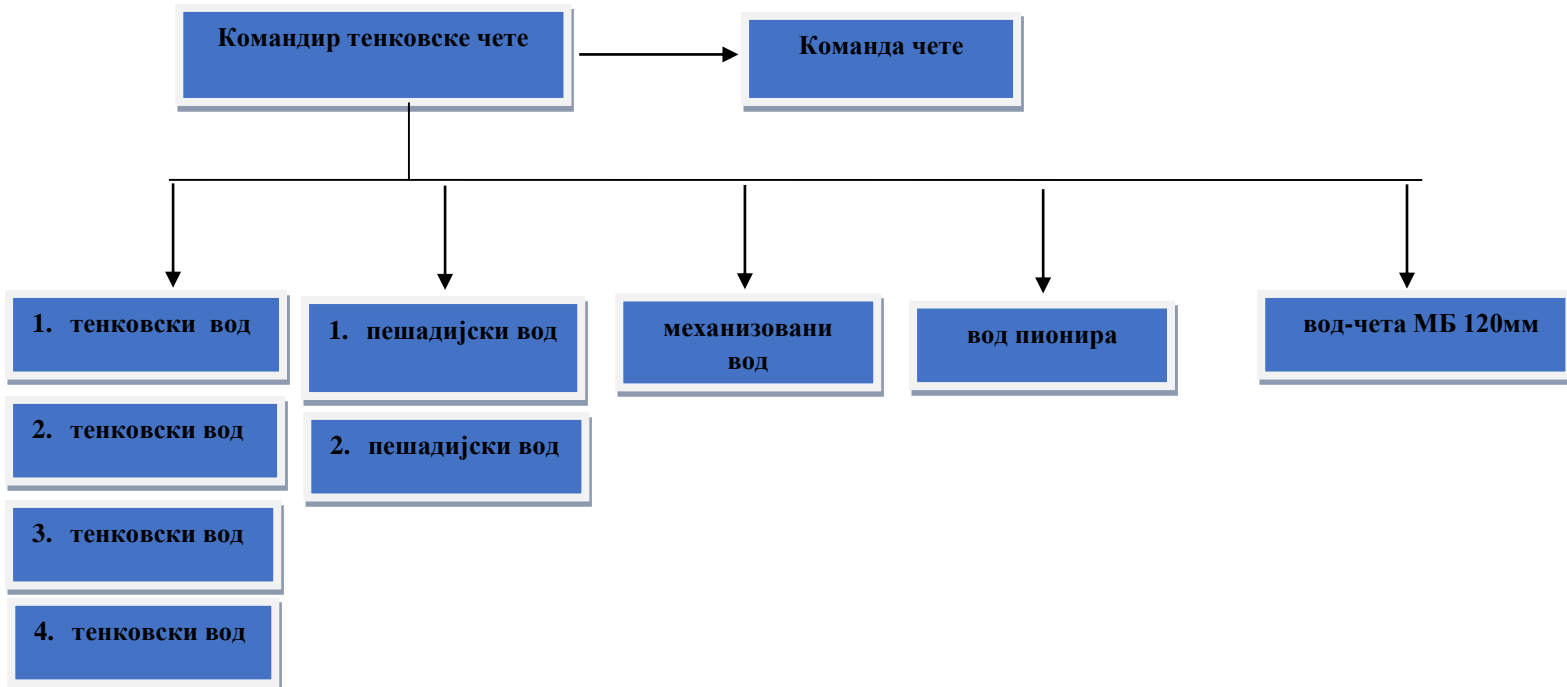 Командир тенковске чете
Команда чете
1. тенковски вод
2. тенковски вод
3. тенковски вод
4. тенковски вод
1. пешадијски вод
2. пешадијски вод
механизовани
вод
вод пионира
вод-чета МБ 120мм